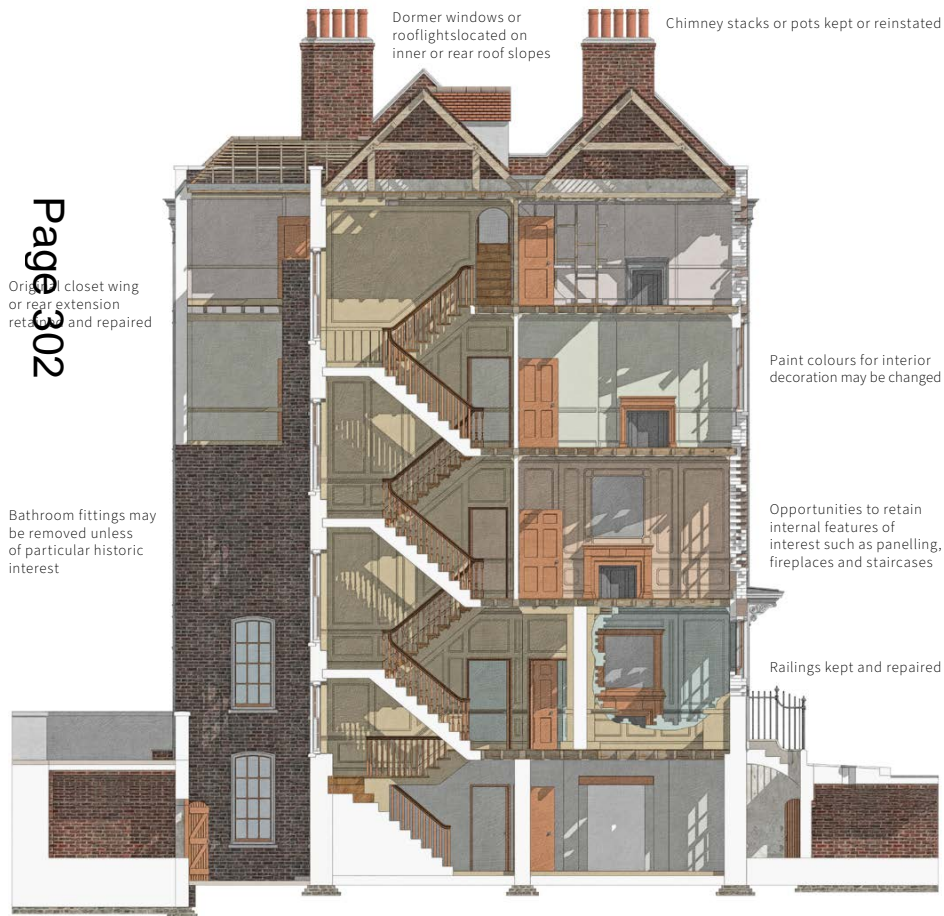 Dormer windows or
rooflightslocated on
inner or rear roof slopes
Chimney stacks or pots kept or reinstated
Page 302
Original closet wing
or rear extension
retained and repaired
Paint colours for interior
decoration may be changed
Bathroom fittings may
be removed unless
of particular historic
interest
Opportunities to retain
internal features of
interest such as panelling,
fireplaces and staircases
Railings kept and repaired